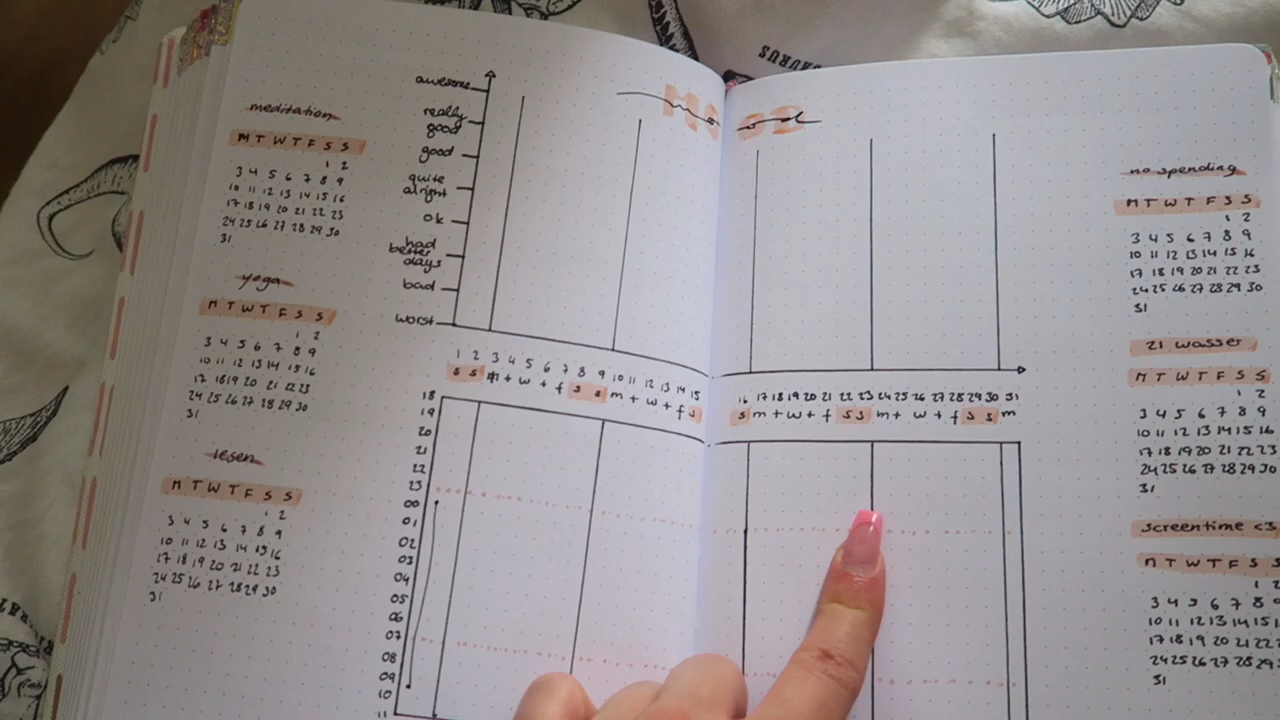 meditation
M T W T F S S
1 2
3 4 5 6 7 8 9
10 11 12 13 14 15 16
17 18 19 20 21 22 23
24 25 26 27 28 29 30
31
yoga
M T W T F S S
1 2
3 4 5 6 7 8 9
10 11 12 13 14 15 16
17 18 19 20 21 22 23
24 25 26 27 28 29 30
31
lesen
M T W T F S S
1 2
3 4 5 6 7 8 9
10 11 12 13 14 15 16
17 18 19 20 21 22 23
24 25 26 27 28 29 30
31
mood
awesome
really
good
good
quite
alright
ok
had
better
days
bad
worst
1 2 3 4 5 6 7 8 9 10 11 12 13 14 15
s s m t w t f s s m t w t f s
16 17 18 19 20 21 22 23 24 25 26 27 28 29 30 31
s m t w t f s s m t w t f s s m
18
19
20
21
22
23
00
01
02
03
04
05
06
07
08
09
10
11
no spending
M T W T F S S
1 2
3 4 5 6 7 8 9
10 11 12 13 14 15 16
17 18 19 20 21 22 23
24 25 26 27 28 29 30
31
2l wasser
M T W T F S S
1 2
3 4 5 6 7 8 9
10 11 12 13 14 15 16
17 18 19 20 21 22 23
24 25 26 27 28 29 30
31
screentime <3
M T W T F S S
1 2
3 4 5 6 7 8
10 11 12 13 14 15
17 18 19 20 21 22
24 25 26 27 28 29
31